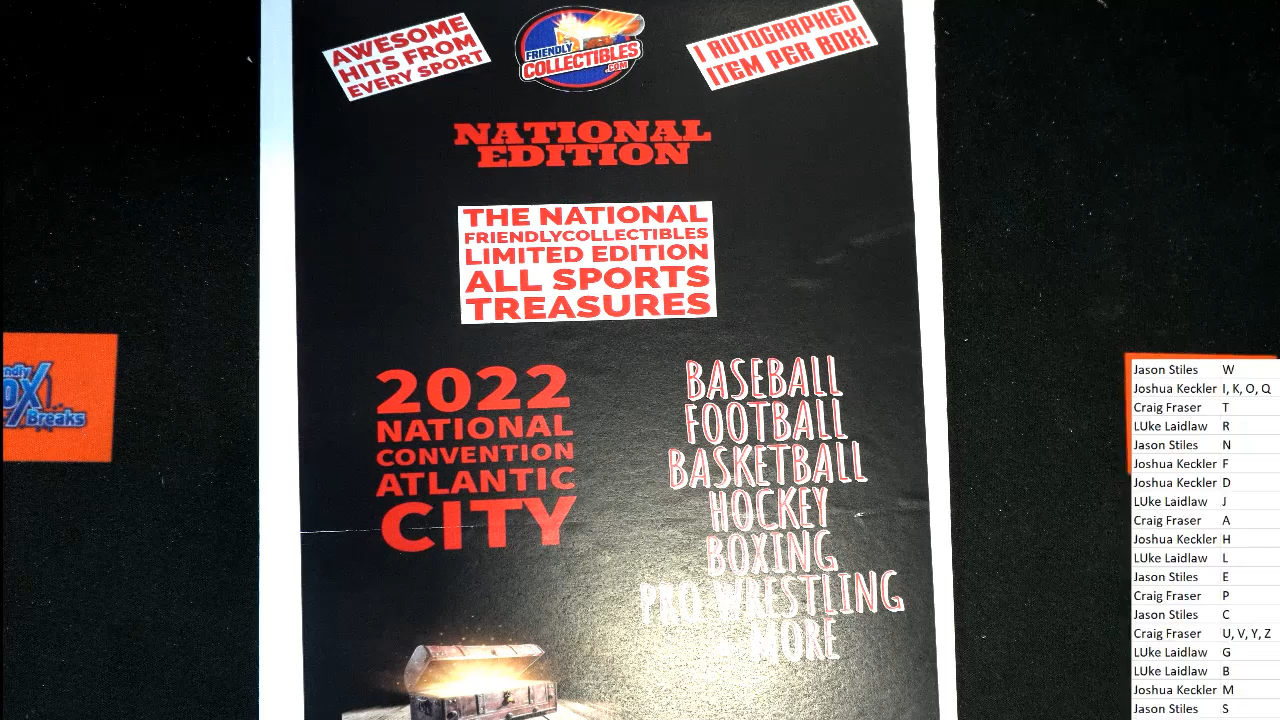 AWESOME
HITS FROM
EVERY SPORT
FRIENDLY
COLLECTIBLES
.COM
1 AUTOGRAPHED
ITEM PER BOX!
NATIONAL
EDITION
THE NATIONAL
FRIENDLYCOLLECTIBLES
LIMITED EDITION
ALL SPORTS
TREASURES
2022
NATIONAL
CONVENTION
ATLANTIC
CITY
BASEBALL
FOOTBALL
BASKETBALL
HOCKEY
BOXING
PRO WRESTLING
+ MORE
ndly
OX
Breaks
Jason Stiles W
Joshua Keckler I, K, O, Q
Craig Fraser T
LUke Laidlaw R
Jason Stiles N
Joshua Keckler F
Joshua Keckler D
LUke Laidlaw J
Craig Fraser A
Joshua Keckler H
LUke Laidlaw L
Jason Stiles E
Craig Fraser P
Jason Stiles C
Craig Fraser U, V, Y, Z
LUke Laidlaw G
LUke Laidlaw B
Joshua Keckler M
Jason Stiles S